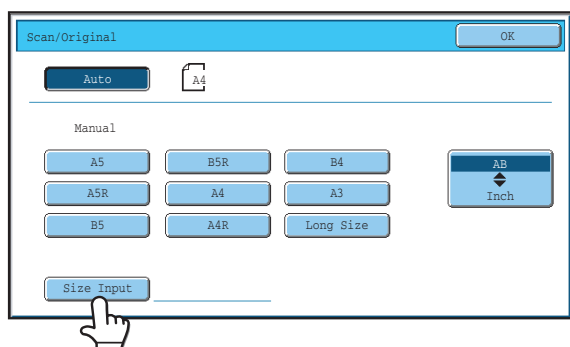 Scan/Original OK
Auto A4
Manual
A5 B5R B4 AB
A5R A4 A3 Inch
B5 A4R Long Size
Size Input